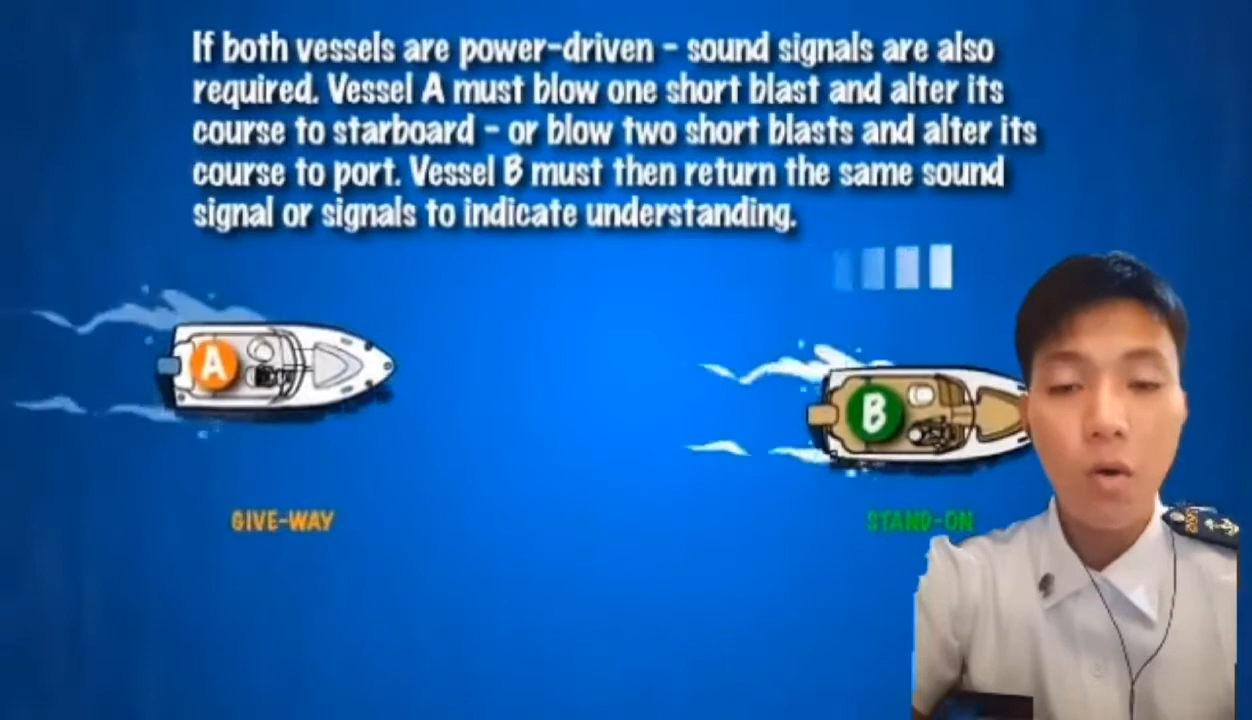 If both vessels are power-driven - sound signals are also
required. Vessel A must blow one short blast and alter its
course to starboard - or blow two short blasts and alter its
course to port. Vessel B must then return the same sound
signal or signals to indicate understanding.
A
B
GIVE-WAY
STAND-ON